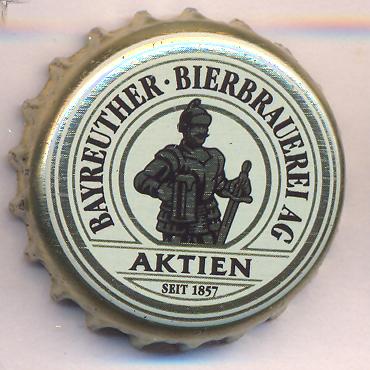 BAYREUTHER · BIERBRAUEREI AG
AKTIEN
SEIT 1857